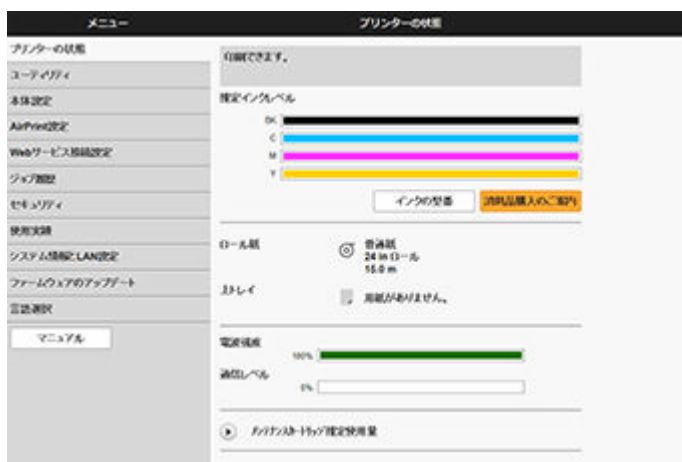 メニュー
プリンターの状態
プリンターの状態
ユーティリティ
本体設定
AirPrint設定
Webサービス接続設定
ジョブ履歴
セキュリティ
使用実績
システム情報とLAN設定
ファームウェアのアップデート
言語選択
マニュアル
印刷できます。
推定インクレベル
BK
C
M
Y
インクの型番
消耗品購入のご案内
ロール紙
普通紙
24 in ロール
15.0 m
上トレイ
用紙がありません。
電波強度
100%
通信レベル
0%
メンテナンスカートリッジ推定使用量